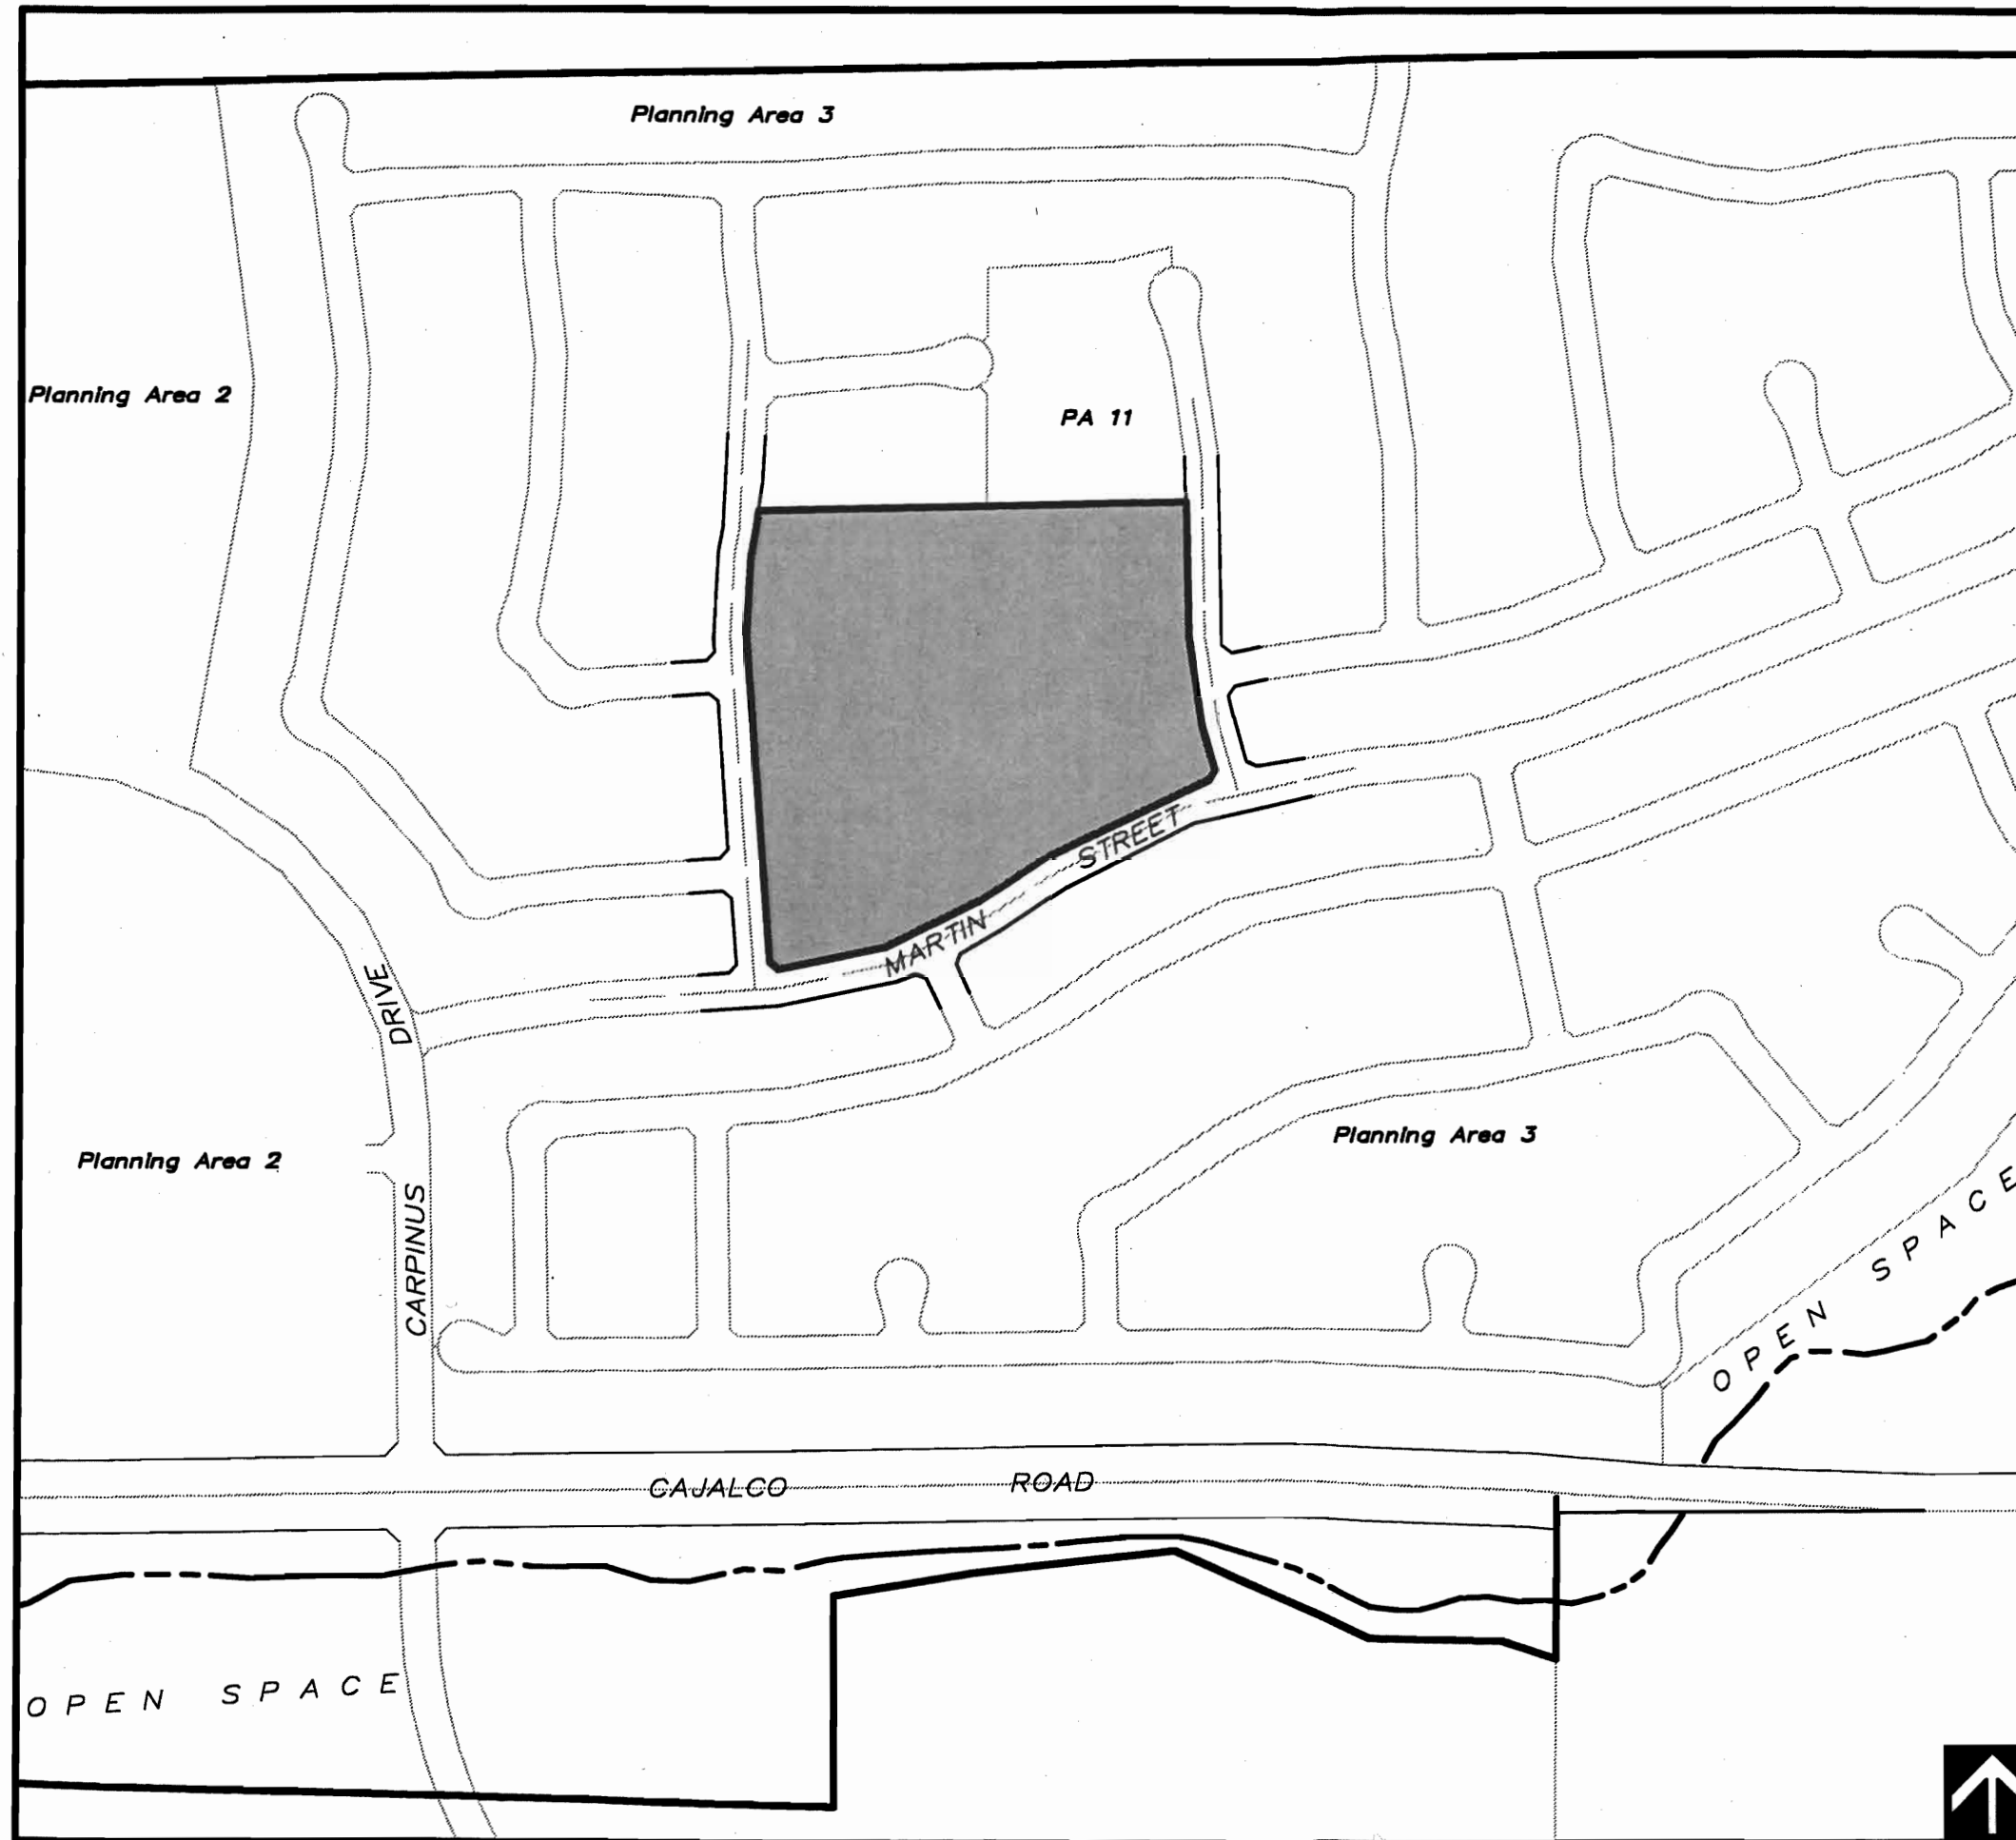 Planning Area 3
Planning Area 2
PA 11
MARTIN STREET
CARPINUS DRIVE
Planning Area 3
Planning Area 2
OPEN SPACE
CAJALCO ROAD
OPEN SPACE